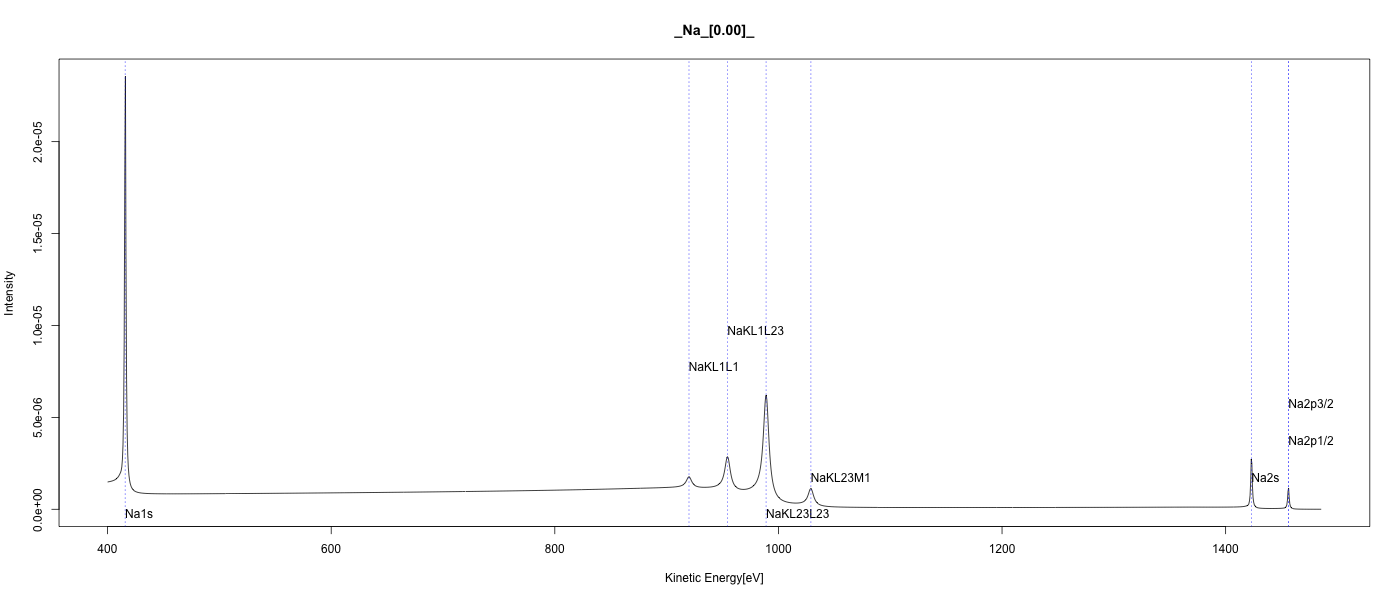 _Na_[0.00]_
Intensity
2.0e-05
1.5e-05
1.0e-05
5.0e-06
0.0e+00
NaKL1L23
NaKL1L1
Na2p3/2
Na2p1/2
NaKL23M1
Na2s
Na1s
NaKL23L23
400 600 800 1000 1200 1400
Kinetic Energy[eV]